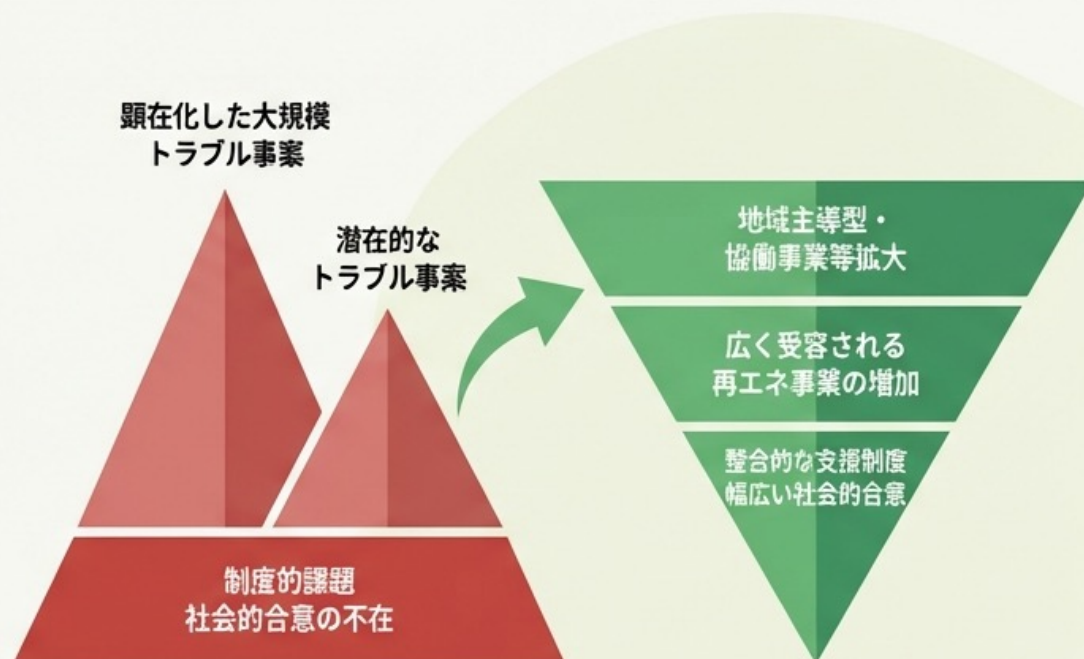 顕在化した大規模
トラブル事案
潜在的な
トラブル事案
制度的課題
社会的合意の不在
地域主導型・
協働事業等拡大
広く受容される
再エネ事業の増加
整合的な支援制度
幅広い社会的合意